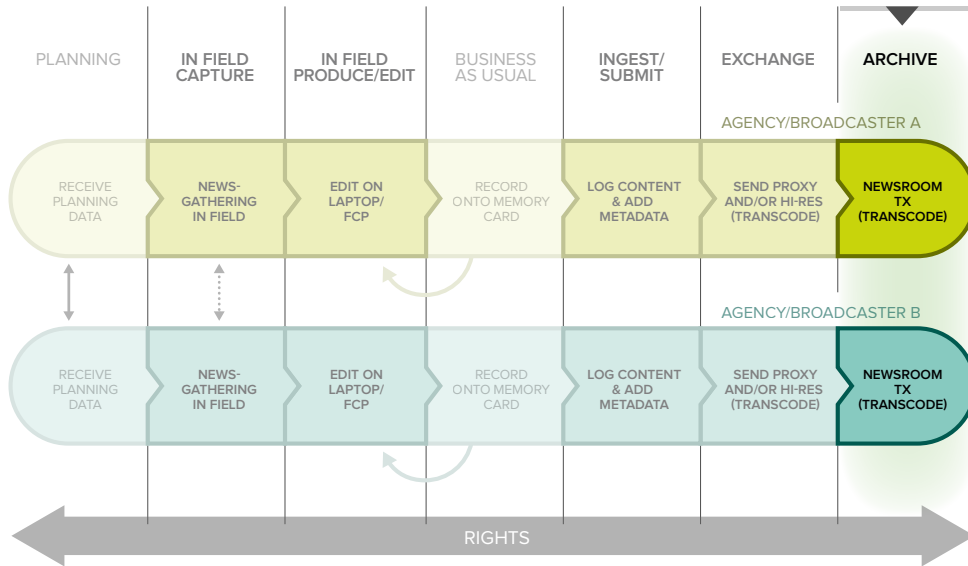 PLANNING
IN FIELD
CAPTURE
IN FIELD
PRODUCE/EDIT
BUSINESS
AS USUAL
INGEST/
SUBMIT
EXCHANGE
ARCHIVE
AGENCY/BROADCASTER A
RECEIVE
PLANNING
DATA
NEWS-
GATHERING
IN FIELD
EDIT ON
LAPTOP/
FCP
RECORD
ONTO MEMORY
CARD
LOG CONTENT
& ADD
METADATA
SEND PROXY
AND/OR HI-RES
(TRANSCODE)
NEWSROOM
TX
(TRANSCODE)
AGENCY/BROADCASTER B
RECEIVE
PLANNING
DATA
NEWS-
GATHERING
IN FIELD
EDIT ON
LAPTOP/
FCP
RECORD
ONTO MEMORY
CARD
LOG CONTENT
& ADD
METADATA
SEND PROXY
AND/OR HI-RES
(TRANSCODE)
NEWSROOM
TX
(TRANSCODE)
RIGHTS